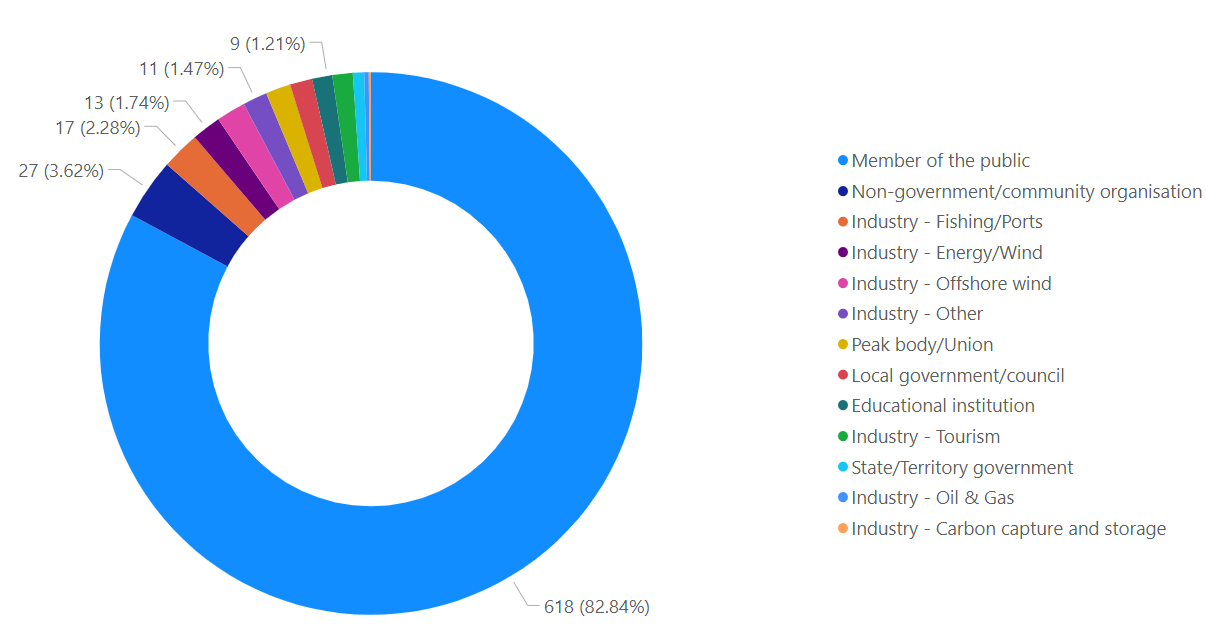 9 (1.21%)
11 (1.47%)
13 (1.74%)
17 (2.28%)
27 (3.62%)
618 (82.84%)
Member of the public
Non-government/community organisation
Industry - Fishing/Ports
Industry - Energy/Wind
Industry - Offshore wind
Industry - Other
Peak body/Union
Local government/council
Educational institution
Industry - Tourism
State/Territory government
Industry - Oil & Gas
Industry - Carbon capture and storage